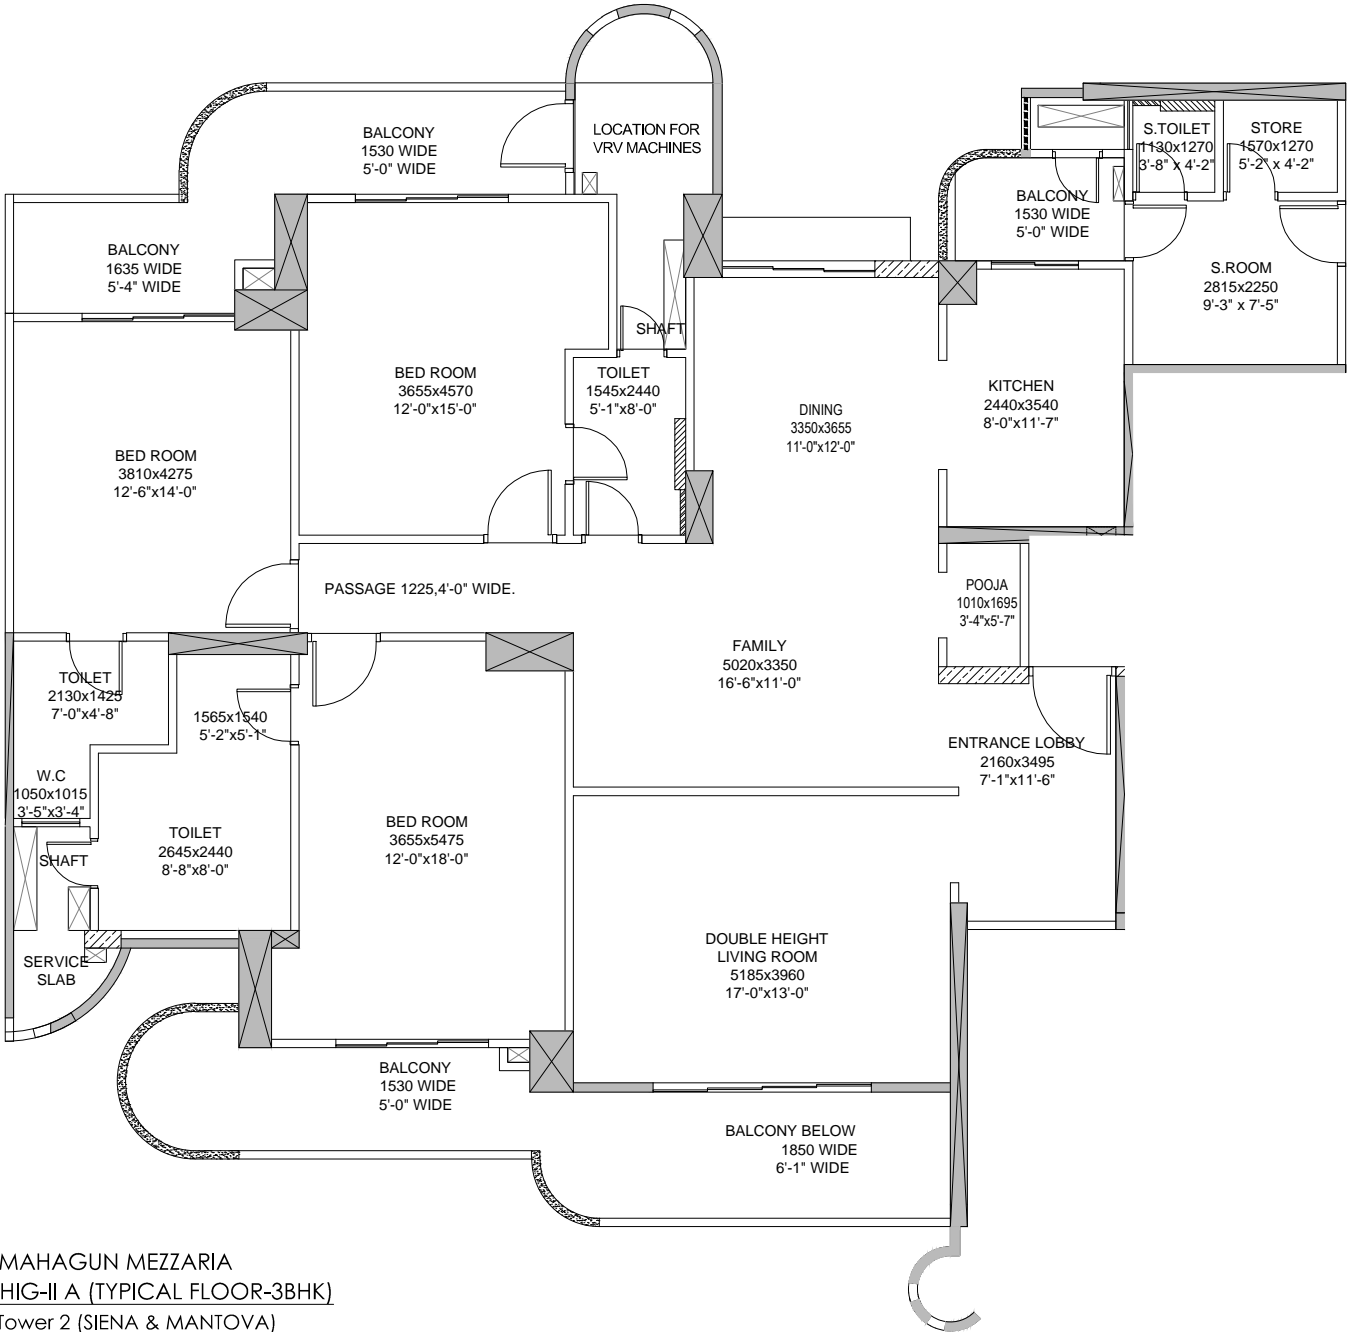 LOCATION FOR
VRV MACHINES
BALCONY
1530 WIDE
5'-0" WIDE
S.TOILET
1130x1270
3'-8" x 4'-2"
STORE
1570x1270
5'-2" x 4'-2"
BALCONY
1530 WIDE
5'-0" WIDE
BALCONY
1635 WIDE
5'-4" WIDE
S.ROOM
2815x2250
9'-3" x 7'-5"
SHAFT
BED ROOM
3655x4570
12'-0"x15'-0"
TOILET
1545x2440
5'-1"x8'-0"
DINING
3350x3655
11'-0"x12'-0"
KITCHEN
2440x3540
8'-0"x11'-7"
BED ROOM
3810x4275
12'-6"x14'-0"
PASSAGE 1225,4'-0" WIDE.
POOJA
1010x1695
3'-4"x5'-7"
FAMILY
5020x3350
16'-6"x11'-0"
TOILET
2130x1425
7'-0"x4'-8"
1565x1540
5'-2"x5'-1"
ENTRANCE LOBBY
2160x3495
7'-1"x11'-6"
W.C
1050x1015
3'-5"x3'-4"
TOILET
2645x2440
8'-8"x8'-0"
BED ROOM
3655x5475
12'-0"x18'-0"
SHAFT
SERVICE
SLAB
DOUBLE HEIGHT
LIVING ROOM
5185x3960
17'-0"x13'-0"
BALCONY
1530 WIDE
5'-0" WIDE
BALCONY BELOW
1850 WIDE
6'-1" WIDE
MAHAGUN MEZZARIA
HIG-II A (TYPICAL FLOOR-3BHK)
Tower 2 (SIENA & MANTOVA)